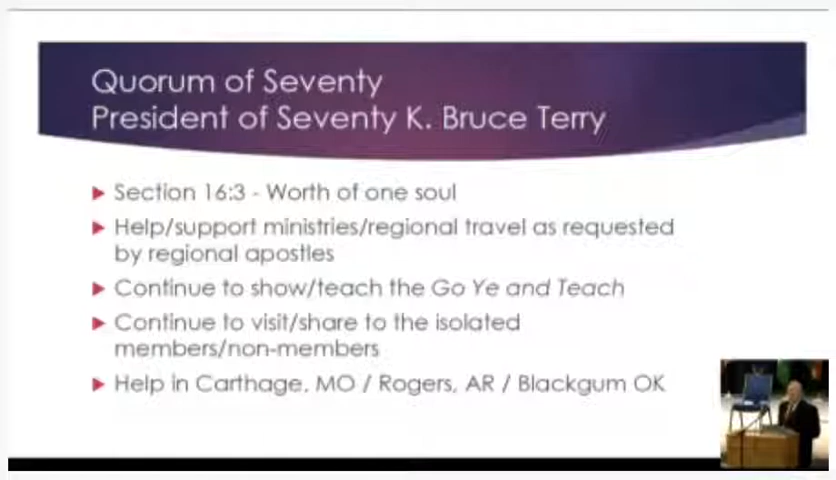 Quorum of Seventy
President of Seventy K. Bruce Terry
Section 16:3 - Worth of one soul
Help/support ministries/regional travel as requested
by regional apostles
Continue to show/teach the Go Ye and Teach
Continue to visit/share to the isolated
members/non-members
Help in Carthage, MO / Rogers, AR / Blackgum OK